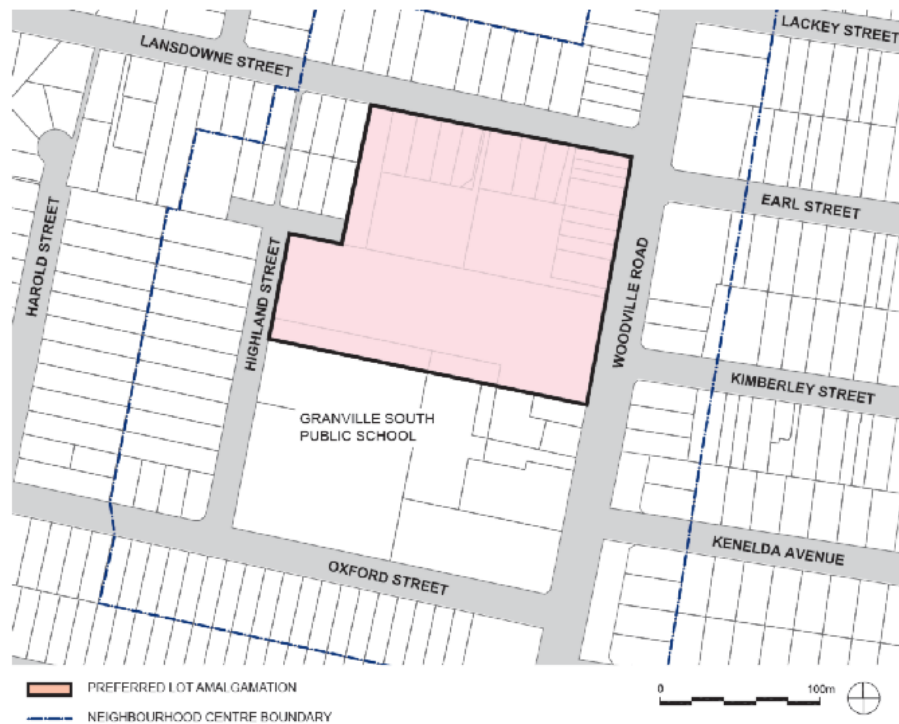 LACKEY STREET
LANSDOWNE STREET
EARL STREET
HAROLD STREET
HIGHLAND STREET
WOODVILLE ROAD
KIMBERLEY STREET
GRANVILLE SOUTH
PUBLIC SCHOOL
KENELDA AVENUE
OXFORD STREET
PREFERRED LOT AMALGAMATION
0 100m
NEIGHBOURHOOD CENTRE BOUNDARY